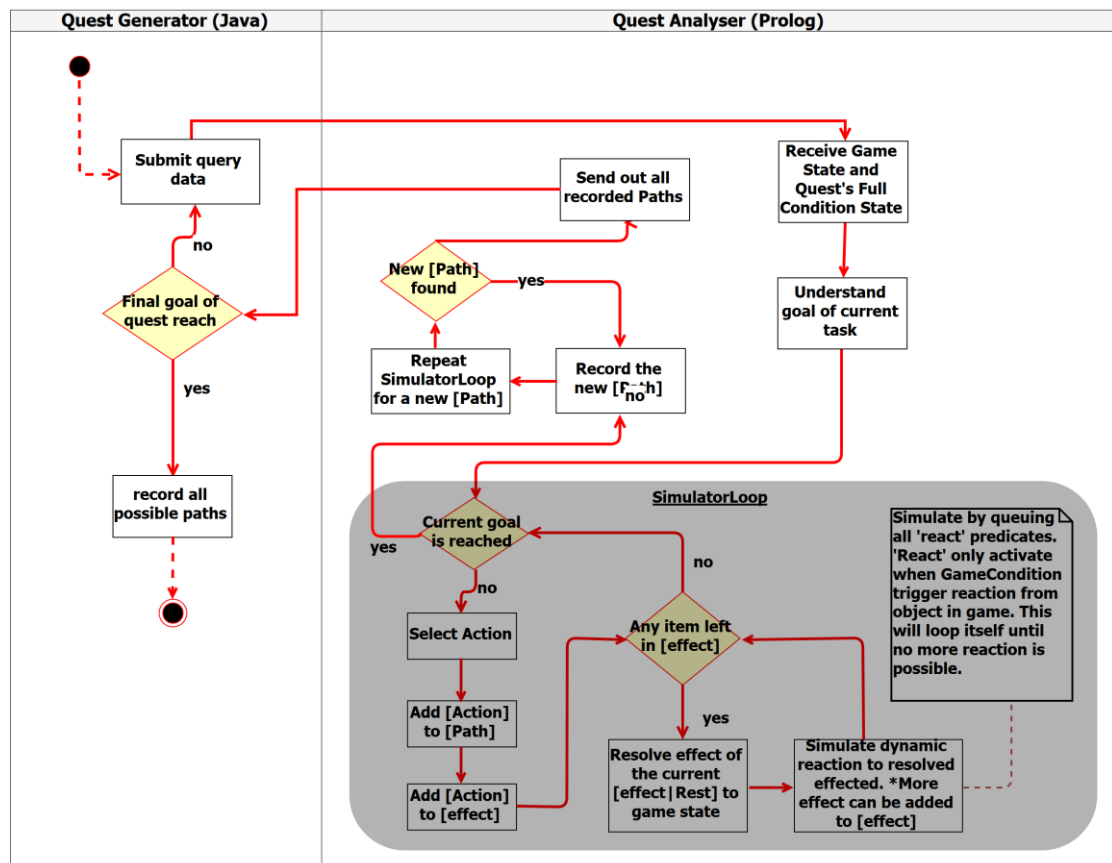 Quest Generator (Java)
Quest Analyser (Prolog)
Submit query
data
no
Final goal of
quest reach
yes
record all
possible paths
Send out all
recorded Paths
Receive Game
State and
Quest's Full
Condition State
New [Path]
found
yes
Understand
goal of current
task
Repeat
SimulatorLoop
for a new [Path]
Record the
new [Path]
no
SimulatorLoop
Current goal
is reached
yes
no
Select Action
Add [Action]
to [Path]
Add [Action]
to [effect]
no
Any item left
in [effect]
yes
Resolve effect of
the current
[effect|Rest] to
game state
Simulate dynamic
reaction to resolved
effected. *More
effect can be added
to [effect]
Simulate by queuing
all 'react' predicates.
'React' only activate
when GameCondition
trigger reaction from
object in game. This
will loop itself until
no more reaction is
possible.